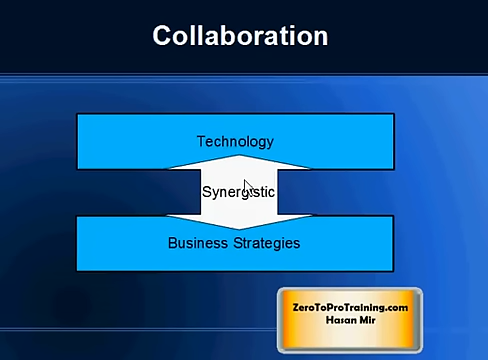 Collaboration
Technology
Synergistic
Business Strategies
ZeroToProTraining.com
Hasan Mir